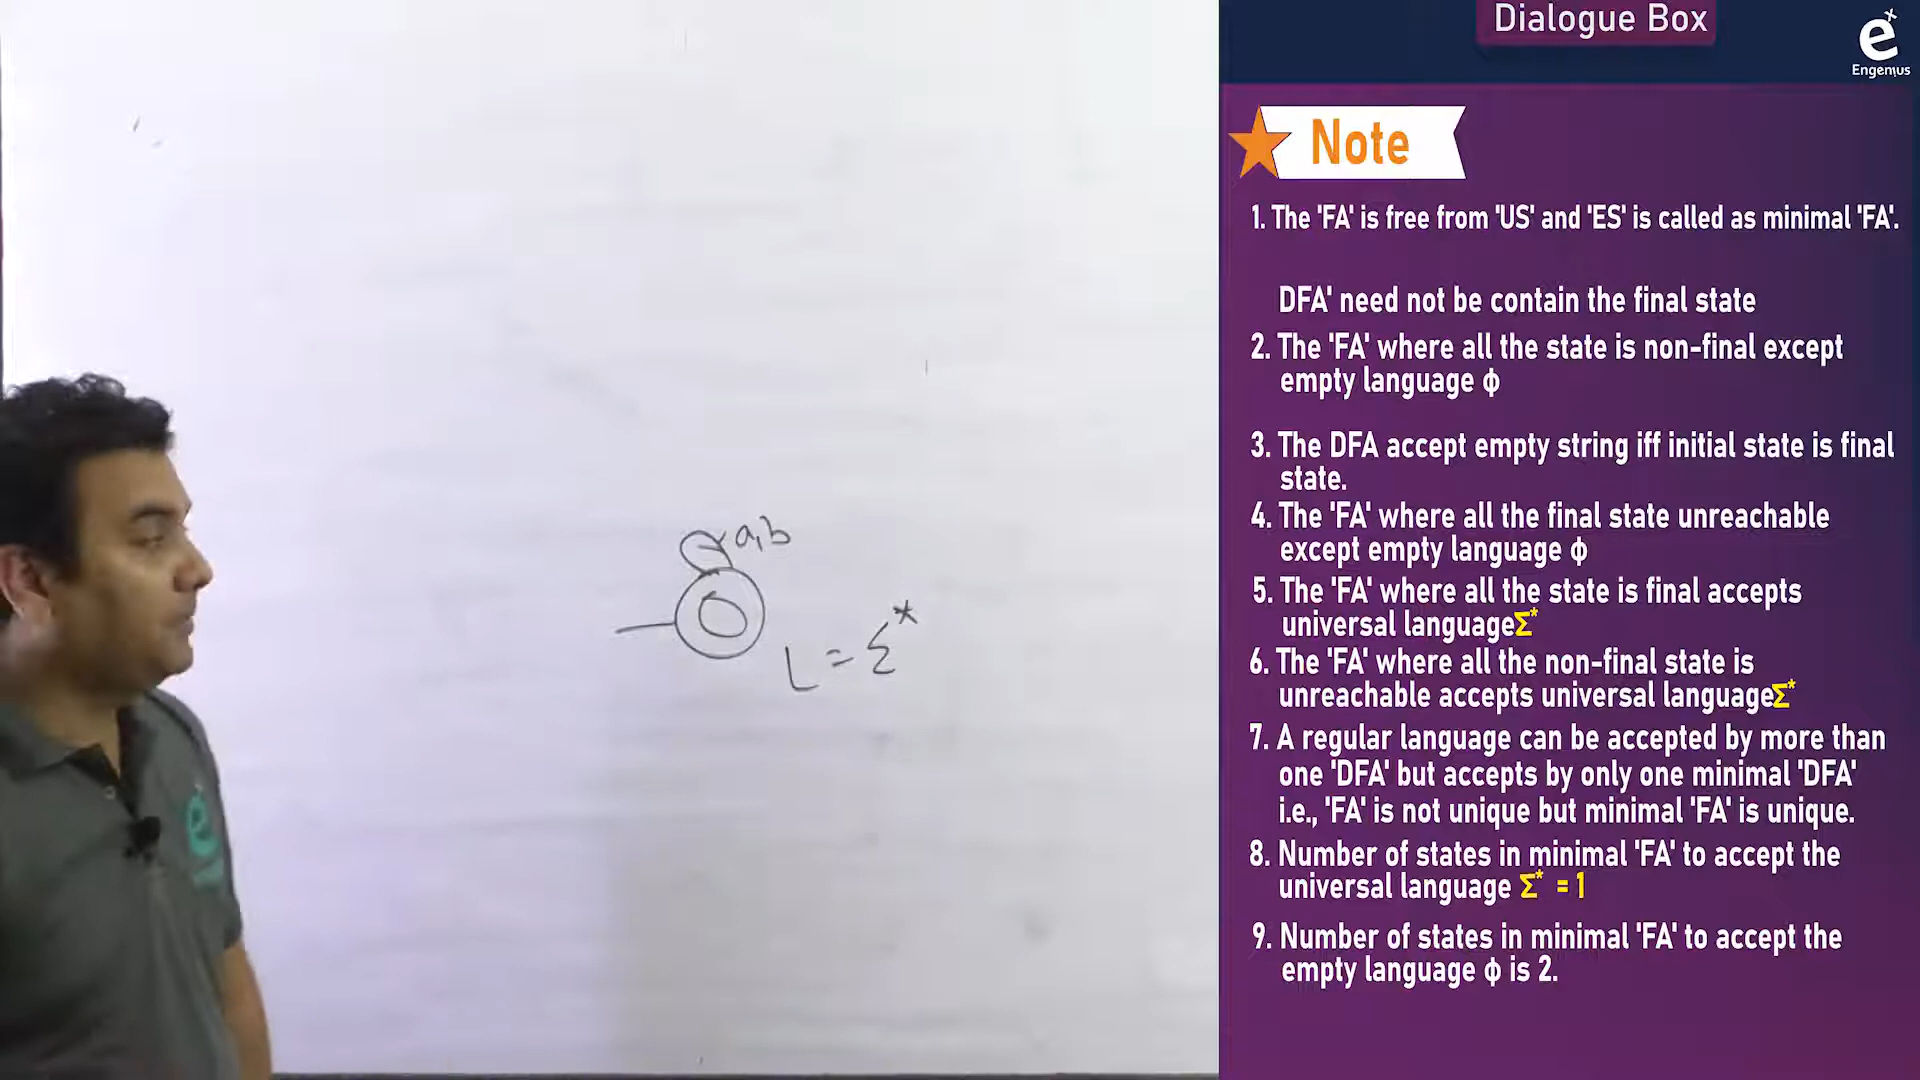 a,b
L = Σ*
Dialogue Box
ex
Engenius
Note
1. The 'FA' is free from 'US' and 'ES' is called as minimal 'FA'.
DFA' need not be contain the final state
2. The 'FA' where all the state is non-final except
empty language ϕ
3. The DFA accept empty string iff initial state is final
state.
4. The 'FA' where all the final state unreachable
except empty language ϕ
5. The 'FA' where all the state is final accepts
universal languageΣ*
6. The 'FA' where all the non-final state is
unreachable accepts universal languageΣ*
7. A regular language can be accepted by more than
one 'DFA' but accepts by only one minimal 'DFA'
i.e., 'FA' is not unique but minimal 'FA' is unique.
8. Number of states in minimal 'FA' to accept the
universal language Σ* = 1
9. Number of states in minimal 'FA' to accept the
empty language ϕ is 2.